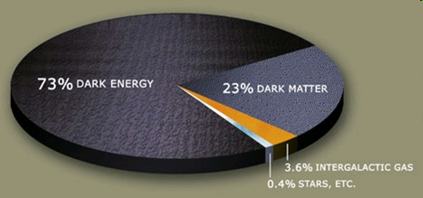 73% DARK ENERGY
23% DARK MATTER
3.6% INTERGALACTIC GAS
0.4% STARS, ETC.